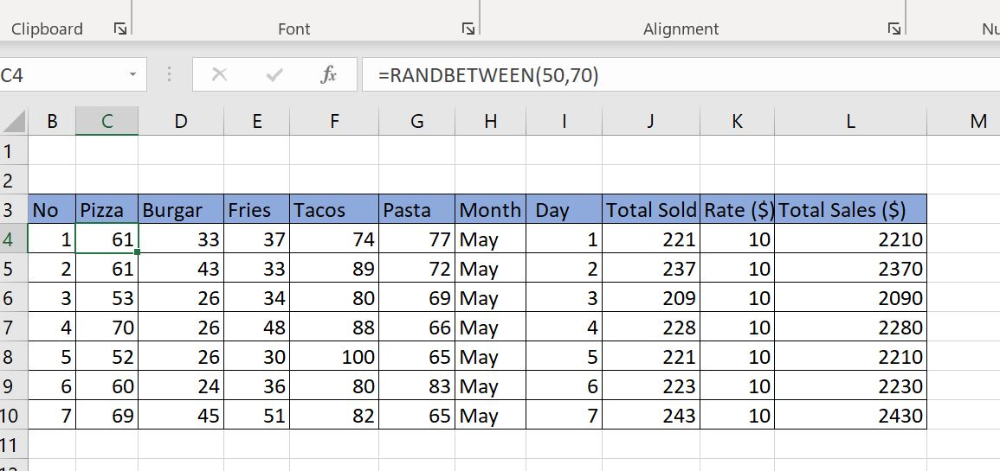 Clipboard Font Alignment Nu
C4 fx =RANDBETWEEN(50,70)
B C D E F G H I J K L M
1
2
3 No Pizza Burgar Fries Tacos Pasta Month Day Total Sold Rate ($) Total Sales ($)
4 1 61 33 37 74 77 May 1 221 10 2210
5 2 61 43 33 89 72 May 2 237 10 2370
6 3 53 26 34 80 69 May 3 209 10 2090
7 4 70 26 48 88 66 May 4 228 10 2280
8 5 52 26 30 100 65 May 5 221 10 2210
9 6 60 24 36 80 83 May 6 223 10 2230
10 7 69 45 51 82 65 May 7 243 10 2430
11